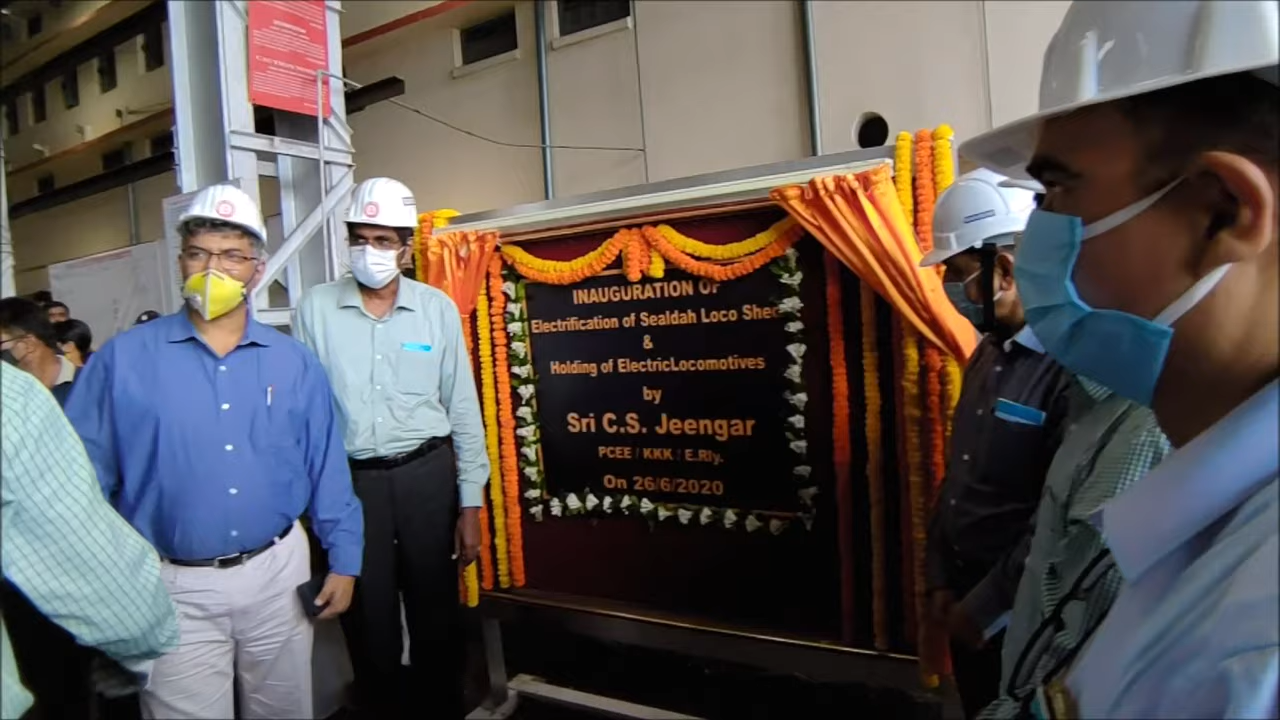 CAUTION
INAUGURATION OF
Electrification of Sealdah Loco Shed
&
Holding of ElectricLocomotives
by
Sri C.S. Jeengar
PCEE / KKK / E.Rly.
On 26/6/2020